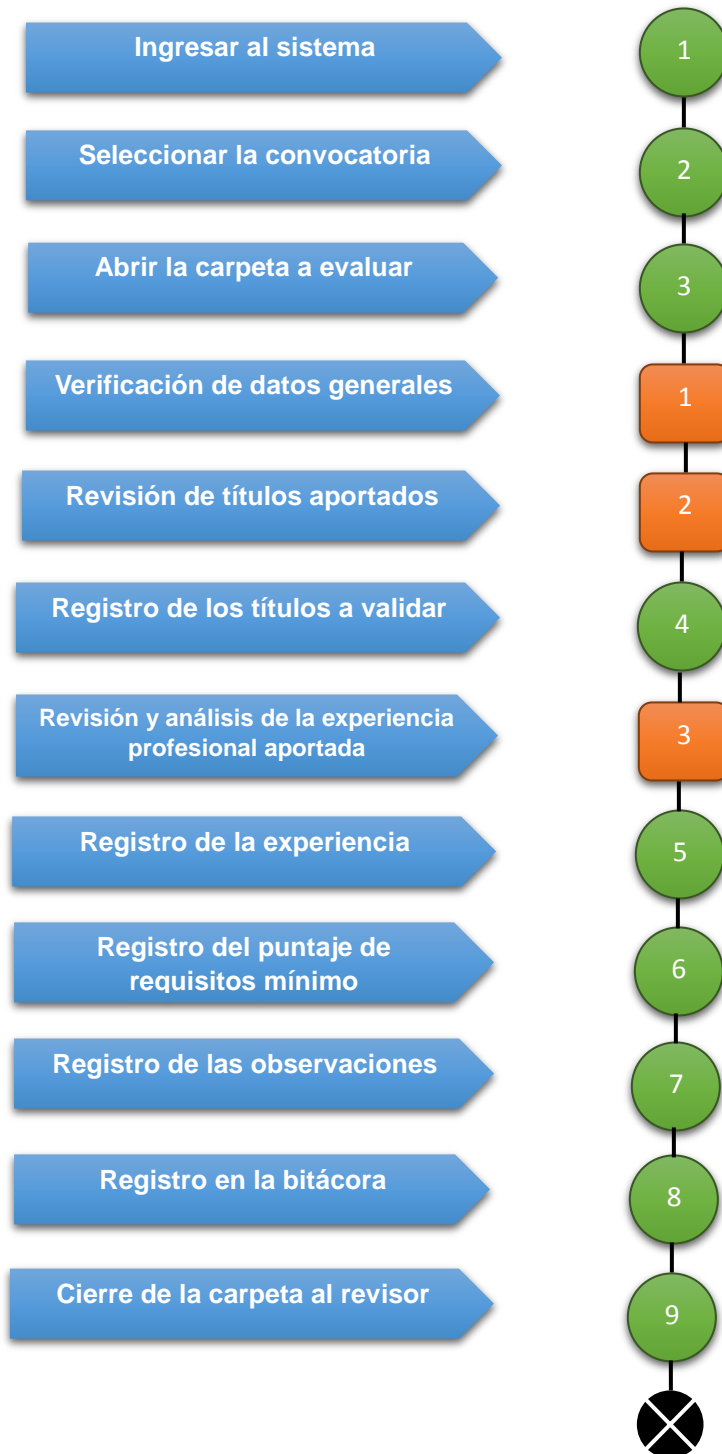 Ingresar al sistema
1
Seleccionar la convocatoria
2
Abrir la carpeta a evaluar
3
Verificación de datos generales
1
Revisión de títulos aportados
2
Registro de los títulos a validar
4
Revisión y análisis de la experiencia
profesional aportada
3
Registro de la experiencia
5
Registro del puntaje de
requisitos mínimo
6
Registro de las observaciones
7
Registro en la bitácora
8
Cierre de la carpeta al revisor
9